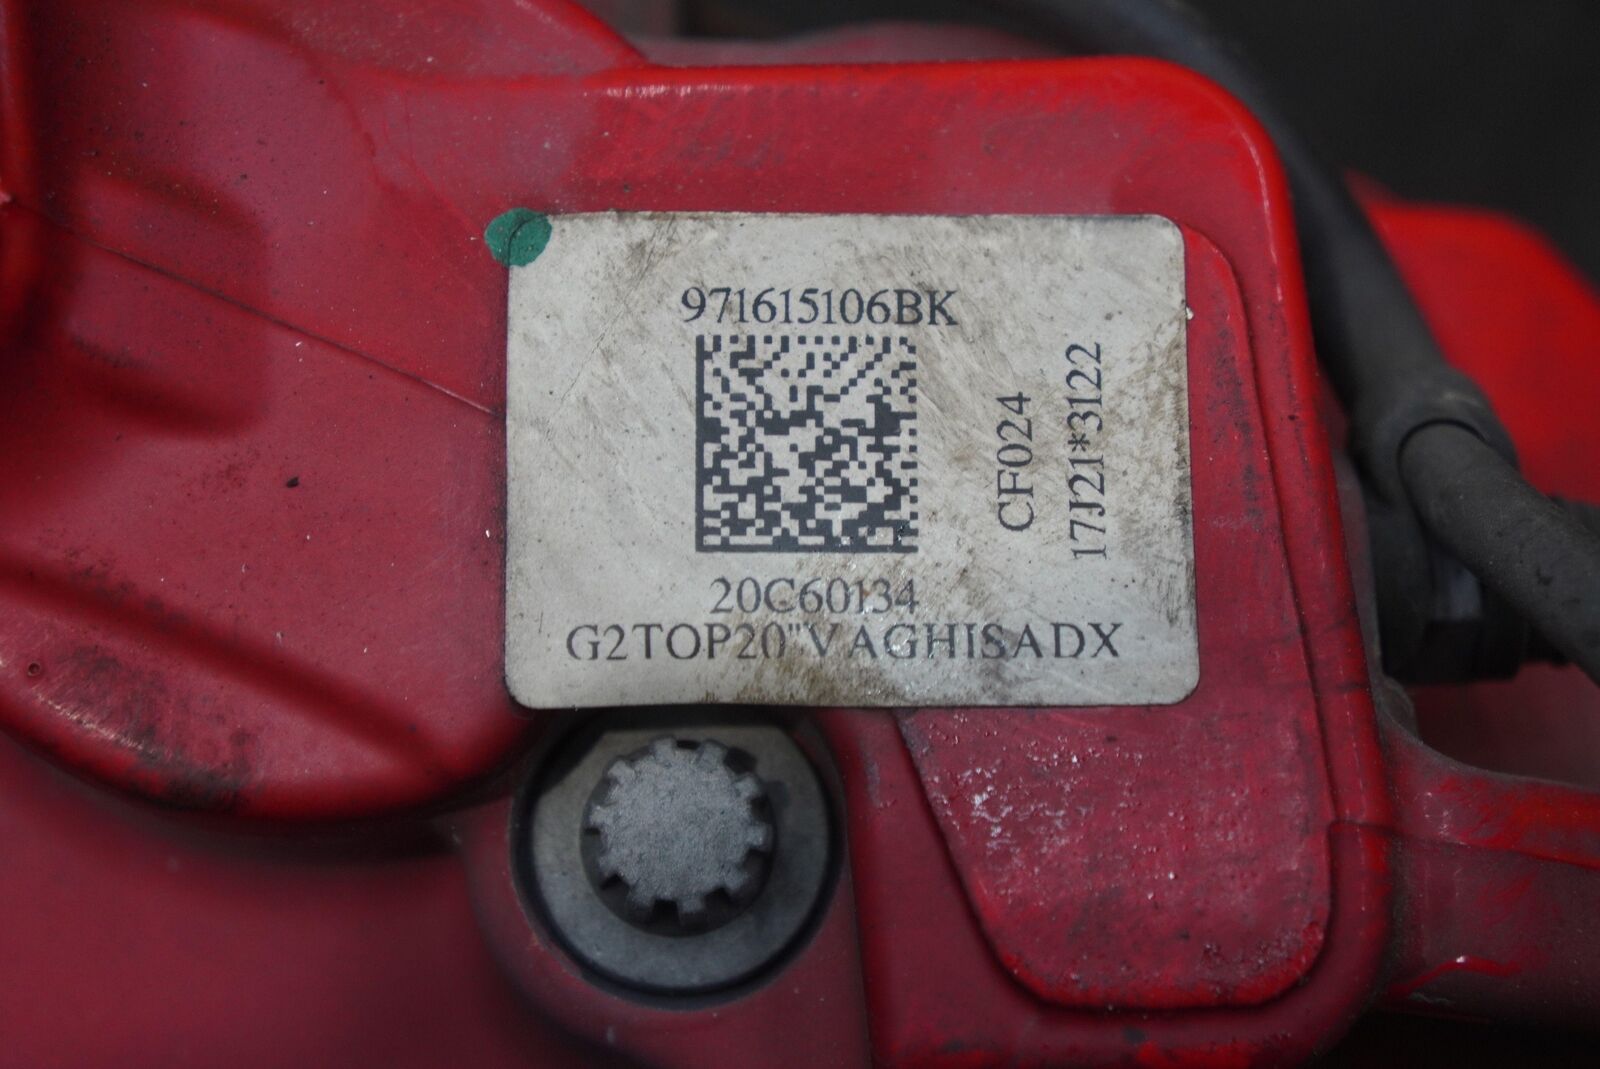 971615106BK
CF024
17J21*3122
20C60134
G2TOP20"VAGHISADX